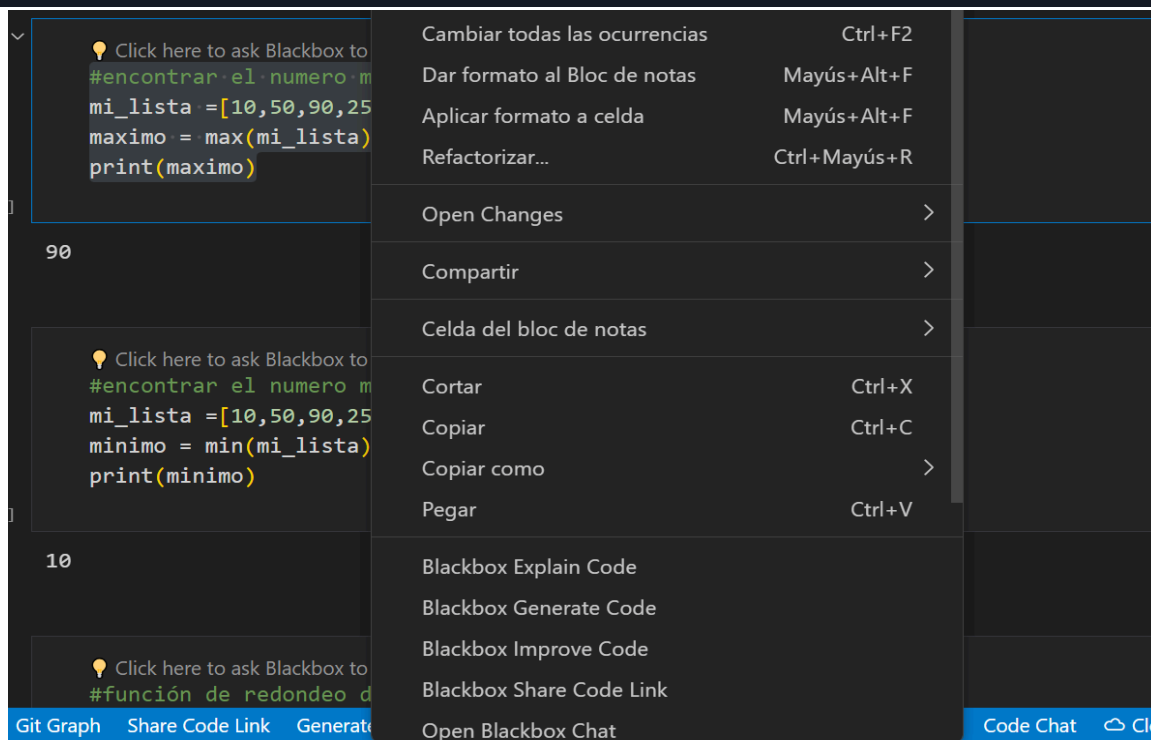 Click here to ask Blackbox to
#encontrar el numero m
mi_lista =[10,50,90,25
maximo = max(mi_lista)
print(maximo)
90
Click here to ask Blackbox to
#encontrar el numero m
mi_lista =[10,50,90,25
minimo = min(mi_lista)
print(minimo)
10
Click here to ask Blackbox to
#función de redondeo d
Cambiar todas las ocurrencias Ctrl+F2
Dar formato al Bloc de notas Mayús+Alt+F
Aplicar formato a celda Mayús+Alt+F
Refactorizar... Ctrl+Mayús+R
Open Changes
Compartir
Celda del bloc de notas
Cortar Ctrl+X
Copiar Ctrl+C
Copiar como
Pegar Ctrl+V
Blackbox Explain Code
Blackbox Generate Code
Blackbox Improve Code
Blackbox Share Code Link
Open Blackbox Chat
Git Graph Share Code Link Generate Code Chat Cl